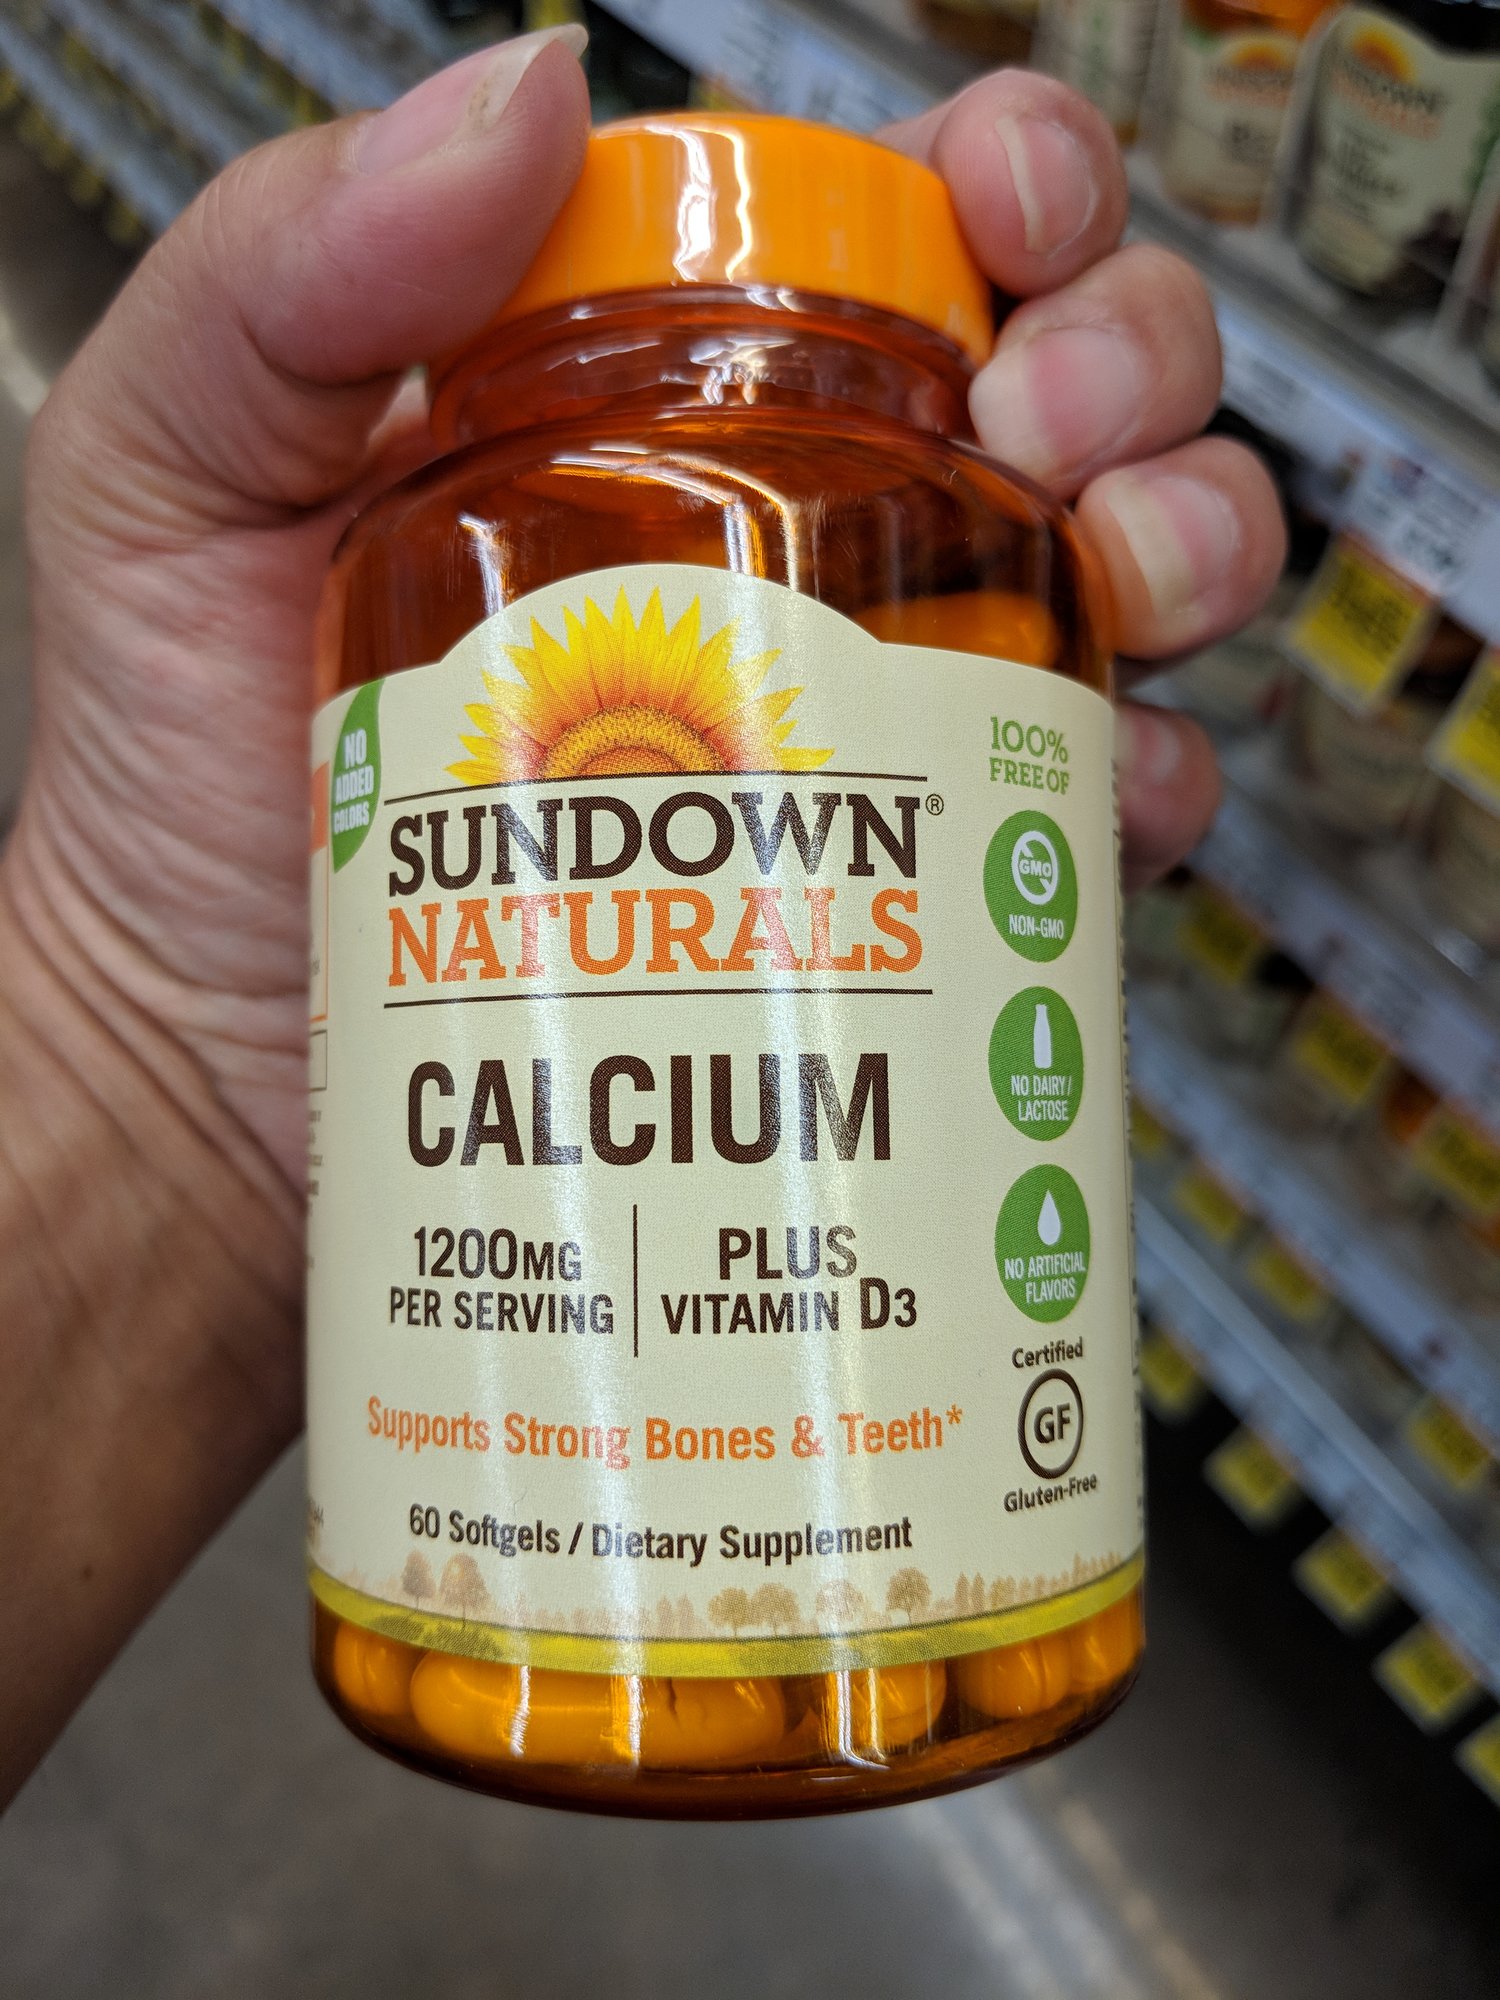 NO
ADDED
COLORS
SUNDOWN®
NATURALS
CALCIUM
1200MG
PER SERVING
PLUS
VITAMIN D3
Supports Strong Bones & Teeth*
60 Softgels / Dietary Supplement
100%
FREE OF
GMO
NON-GMO
NO DAIRY/
LACTOSE
NO ARTIFICIAL
FLAVORS
Certified
GF
Gluten-Free